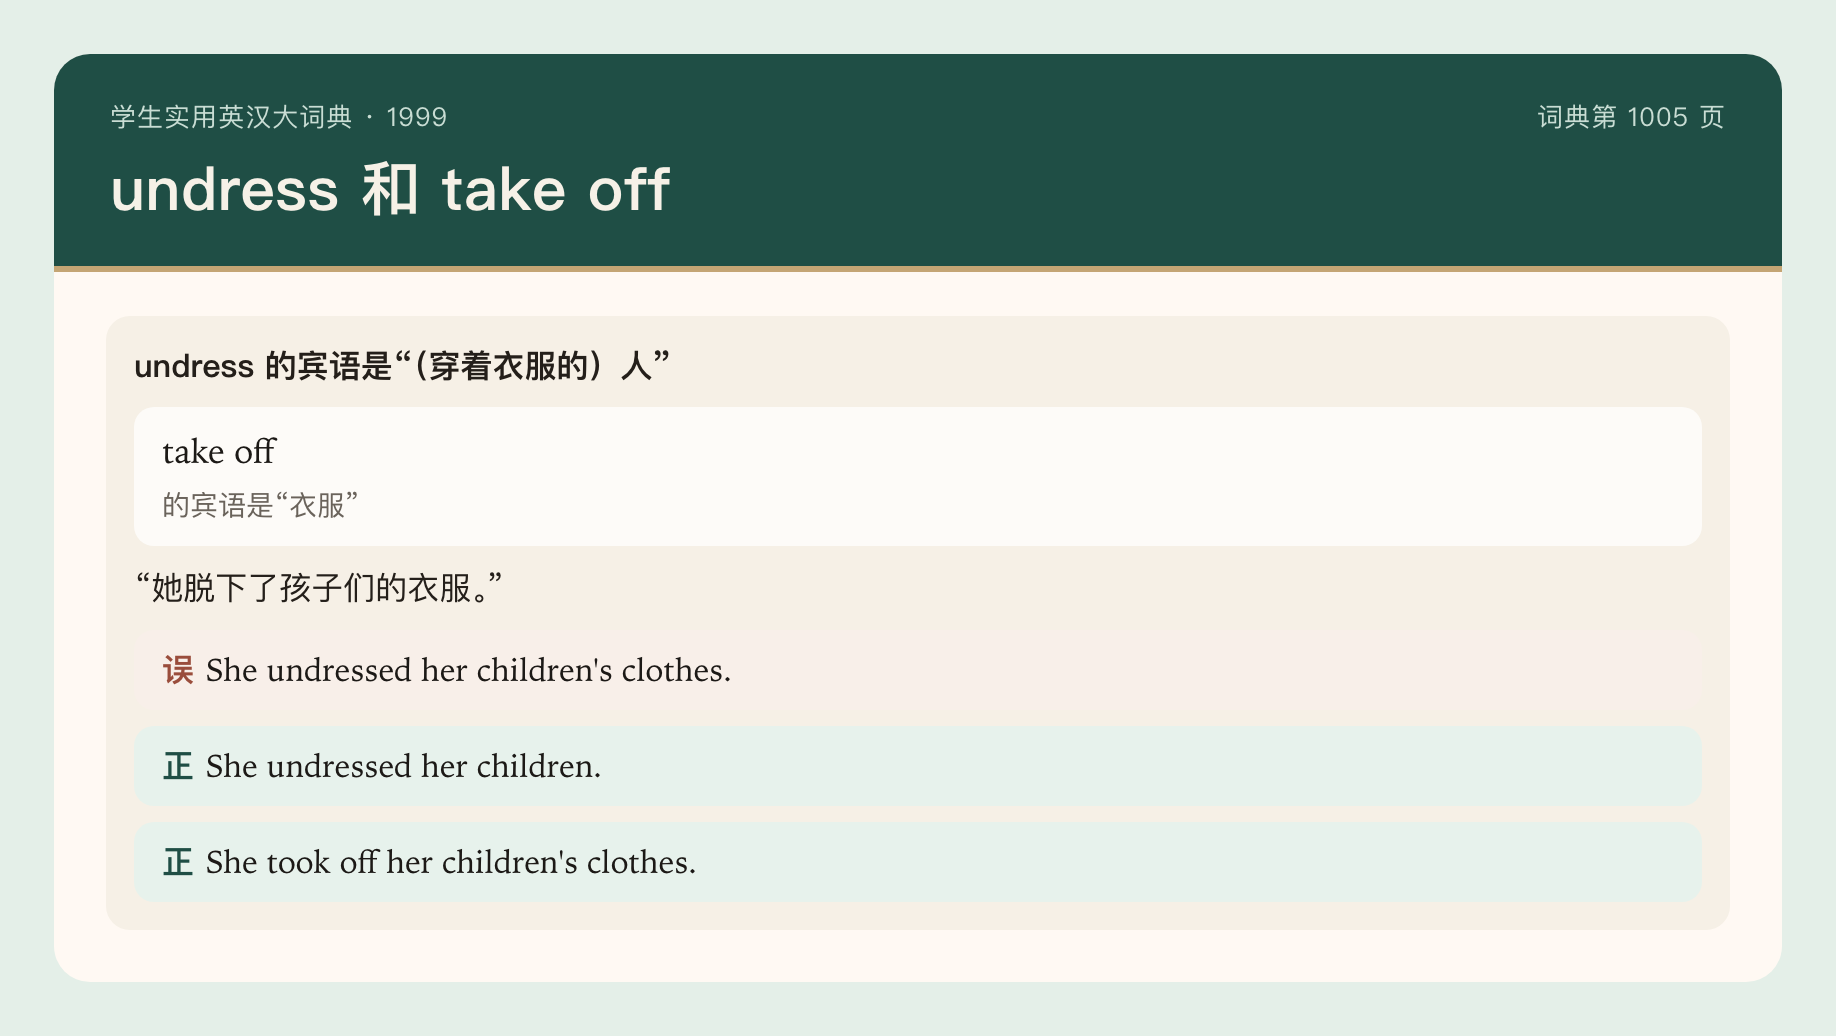 学生实用英汉大词典 · 1999
词典第 1005 页
undress 和 take off
undress 的宾语是“(穿着衣服的）人”
take off
的宾语是“衣服”
“她脱下了孩子们的衣服。”
误 She undressed her children's clothes.
正 She undressed her children.
正 She took off her children's clothes.